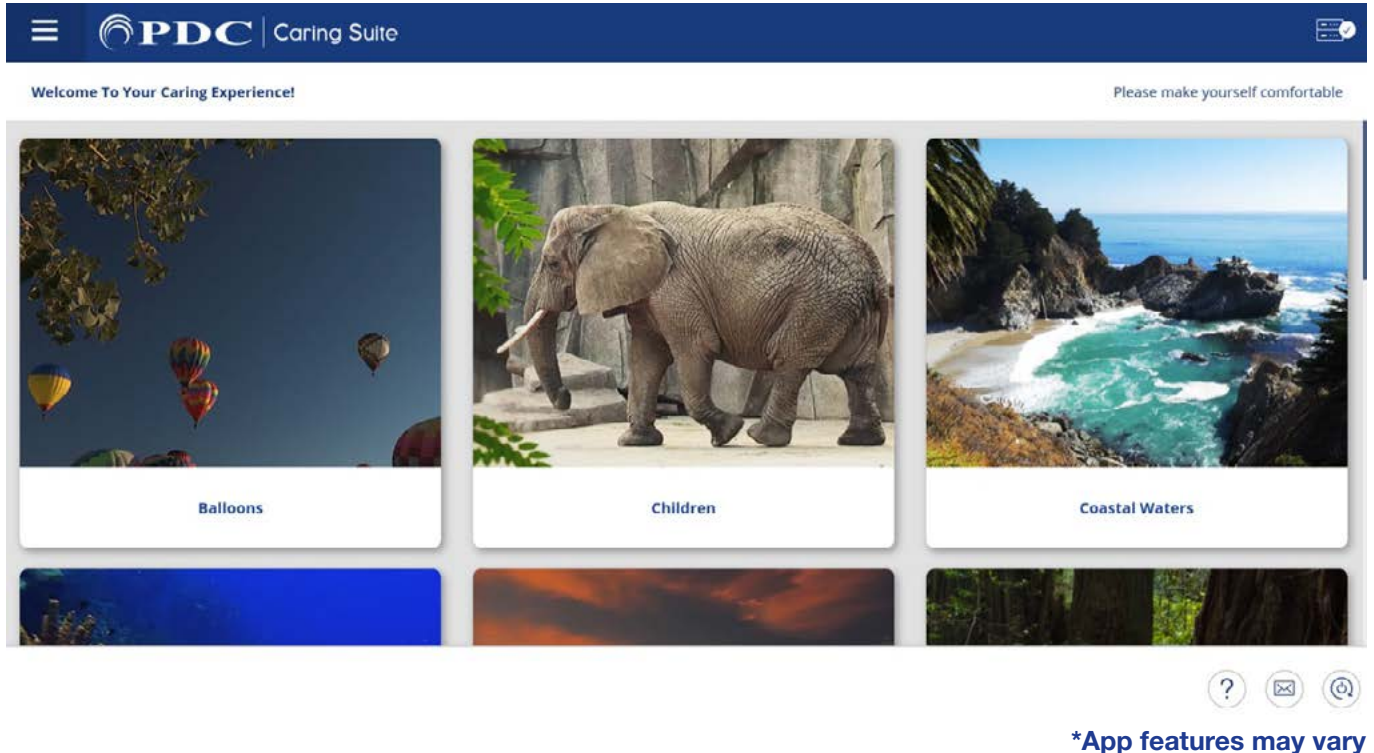 PDC | Caring Suite
Welcome To Your Caring Experience!
Please make yourself comfortable
Balloons
Children
Coastal Waters
?
*App features may vary